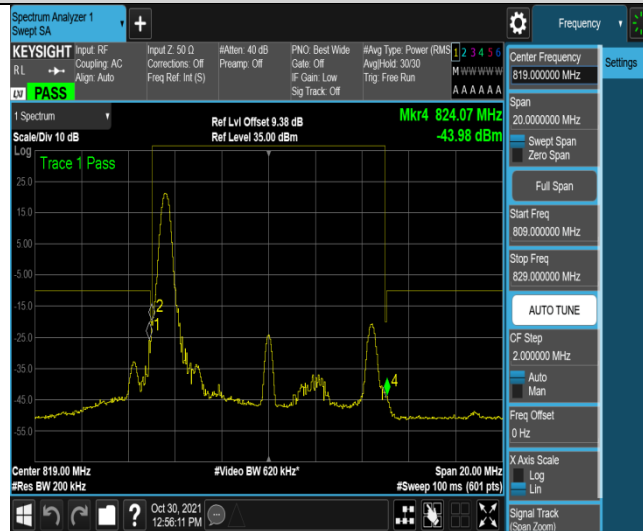 Spectrum Analyzer 1
Swept SA
Frequency
KEYSIGHT
RL
LXI PASS
Input: RF
Coupling: AC
Align: Auto
Input Z: 50 Ω
Corrections: Off
Freq Ref: Int (S)
#Atten: 40 dB
Preamp: Off
PNO: Best Wide
Gate: Off
IF Gain: Low
Sig Track: Off
#Avg Type: Power (RMS
Avg|Hold: 30/30
Trig: Free Run
1 2 3 4 5 6
M W W W W W
A A A A A A
1 Spectrum
Scale/Div 10 dB
Ref Lvl Offset 9.38 dB
Ref Level 35.00 dBm
Mkr4 824.07 MHz
-43.98 dBm
Log
Trace 1 Pass
25.0
15.0
5.00
-5.00
-15.0
-25.0
-35.0
-45.0
-55.0
2
1
4
Center 819.00 MHz
#Res BW 200 kHz
#Video BW 620 kHz*
Span 20.00 MHz
#Sweep 100 ms (601 pts)
Oct 30, 2021
12:56:11 PM
?
Center Frequency
819.000000 MHz
Settings
Span
20.0000000 MHz
Swept Span
Zero Span
Full Span
Start Freq
809.000000 MHz
Stop Freq
829.000000 MHz
AUTO TUNE
CF Step
2.000000 MHz
Auto
Man
Freq Offset
0 Hz
X Axis Scale
Log
Lin
Signal Track
(Span Zoom)